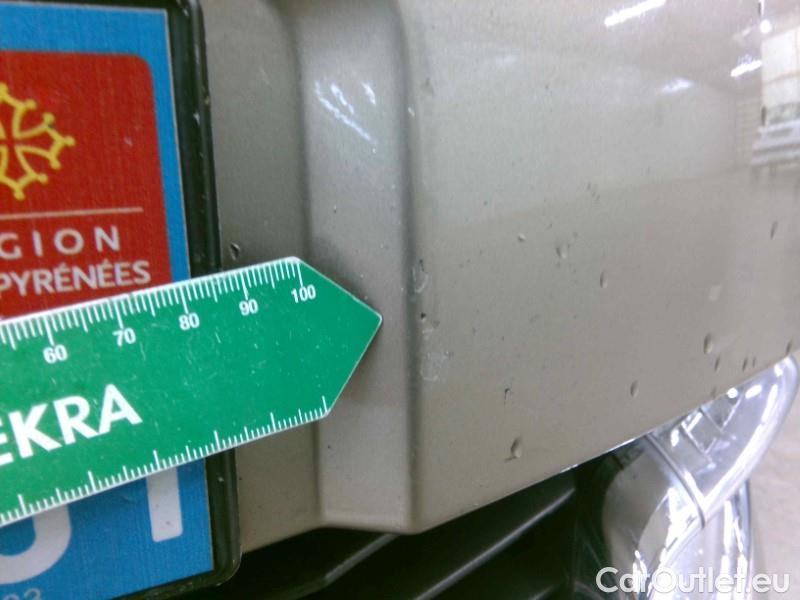 GION
PYRÉNÉES
60 70 80 90 100
EKRA
CarOutlet.eu